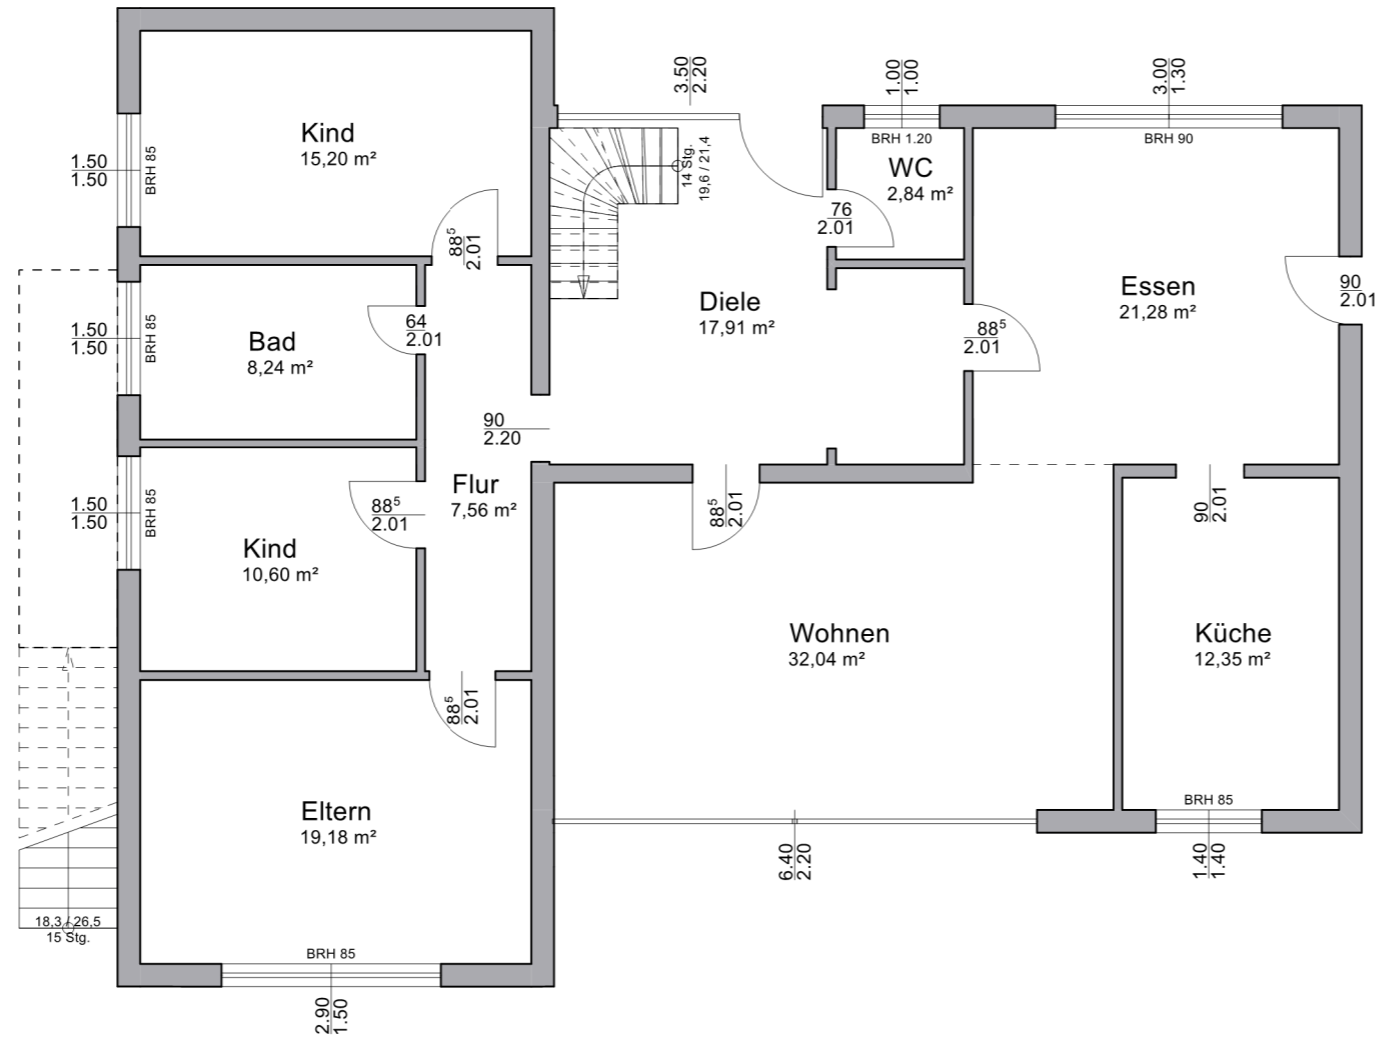 3.50
2.20
1.00
1.00
3.00
1.30
Kind
15,20 m²
1.50
1.50
BRH 85
14 Stg.
19,6 / 21,4
BRH 1.20
WC
2,84 m²
BRH 90
76
2.01
88⁵
2.01
Diele
17,91 m²
Essen
21,28 m²
90
2.01
1.50
1.50
BRH 85
Bad
8,24 m²
64
2.01
88⁵
2.01
90
2.20
Flur
7,56 m²
1.50
1.50
BRH 85
Kind
10,60 m²
88⁵
2.01
88⁵
2.01
90
2.01
Wohnen
32,04 m²
Küche
12,35 m²
88⁵
2.01
Eltern
19,18 m²
BRH 85
6.40
2.20
1.40
1.40
18,3 / 26,5
15 Stg.
BRH 85
2.90
1.50